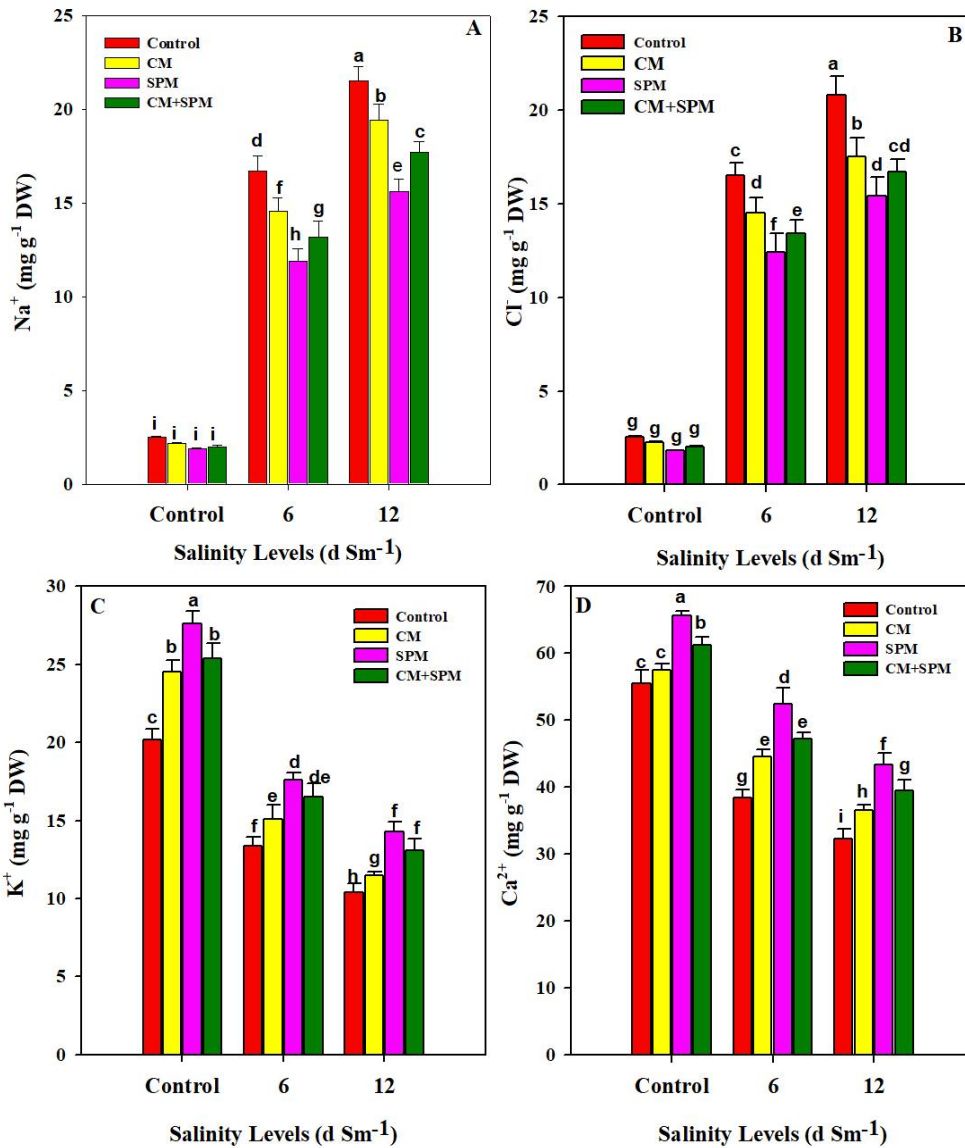 A
Control
CM
SPM
CM+SPM
Na⁺ (mg g⁻¹ DW)
25
20
15
10
5
0
i i i i
d f h g
a b e c
Control 6 12
Salinity Levels (d Sm⁻¹)
B
Control
CM
SPM
CM+SPM
Cl⁻ (mg g⁻¹ DW)
25
20
15
10
5
0
g g g g
c d f e
a b d cd
Control 6 12
Salinity Levels (d Sm⁻¹)
C
Control
CM
SPM
CM+SPM
K⁺ (mg g⁻¹ DW)
30
25
20
15
10
5
0
c b a b
f e d de
h g f f
Control 6 12
Salinity Levels (d Sm⁻¹)
D
Control
CM
SPM
CM+SPM
Ca²⁺ (mg g⁻¹ DW)
70
60
50
40
30
20
10
0
c c a b
g e d e
i h f g
Control 6 12
Salinity Levels (d Sm⁻¹)